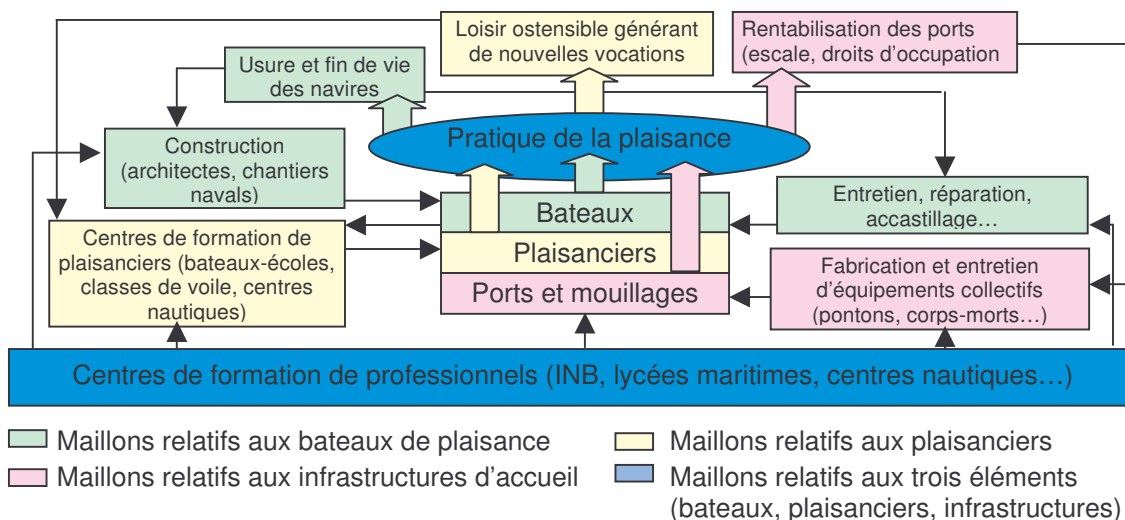 Loisir ostensible générant
de nouvelles vocations
Rentabilisation des ports
(escale, droits d'occupation
Usure et fin de vie
des navires
Pratique de la plaisance
Construction
(architectes, chantiers
navals)
Bateaux
Entretien, réparation,
accastillage…
Centres de formation de
plaisanciers (bateaux-écoles,
classes de voile, centres
nautiques)
Plaisanciers
Ports et mouillages
Fabrication et entretien
d'équipements collectifs
(pontons, corps-morts…)
Centres de formation de professionnels (INB, lycées maritimes, centres nautiques…)
Maillons relatifs aux bateaux de plaisance
Maillons relatifs aux plaisanciers
Maillons relatifs aux infrastructures d'accueil
Maillons relatifs aux trois éléments
(bateaux, plaisanciers, infrastructures)